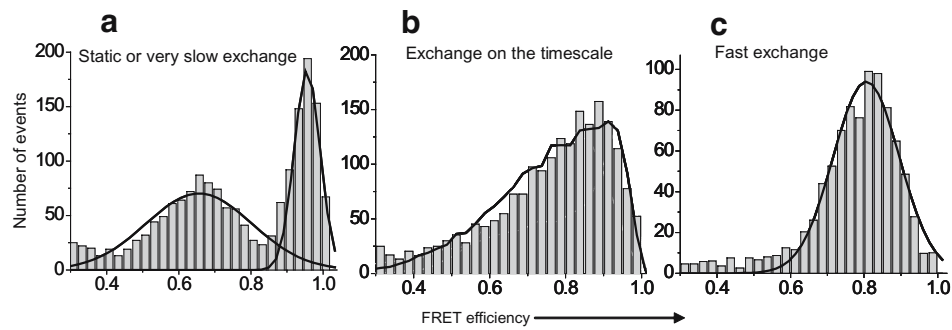 a
b
c
Static or very slow exchange
Exchange on the timescale
Fast exchange
Number of events
200
150
100
50
0
0.4 0.6 0.8 1.0
200
150
100
50
0
0.4 0.6 0.8 1.0
100
80
60
40
20
0
0.4 0.6 0.8 1.0
FRET efficiency